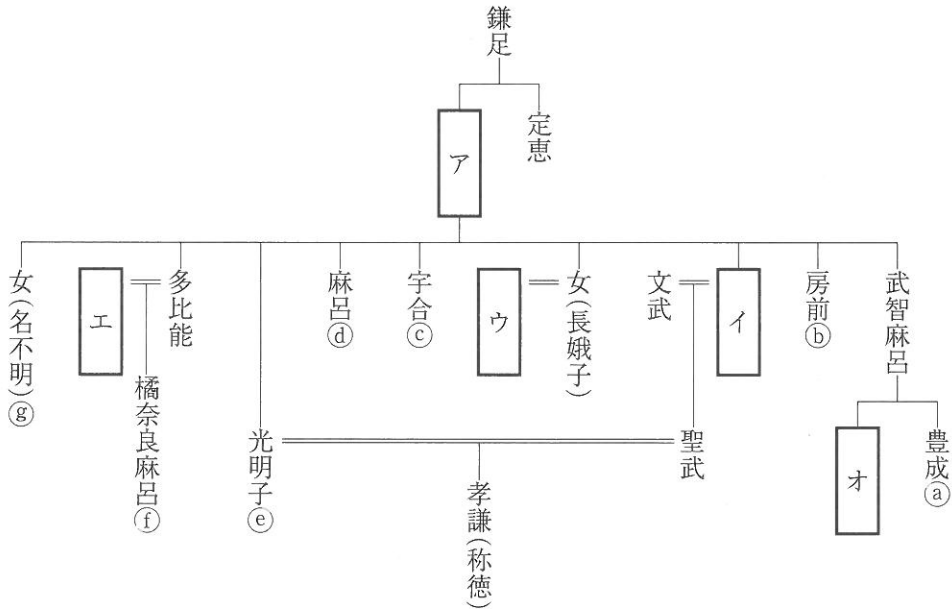 鎌足
定恵
ア
武智麻呂
房前ⓑ
イ
文武
女(長娥子)
ウ
宇合ⓒ
麻呂ⓓ
多比能
エ
女(名不明)ⓖ
豊成ⓐ
オ
聖武
光明子ⓔ
橘奈良麻呂ⓕ
孝謙(称徳)